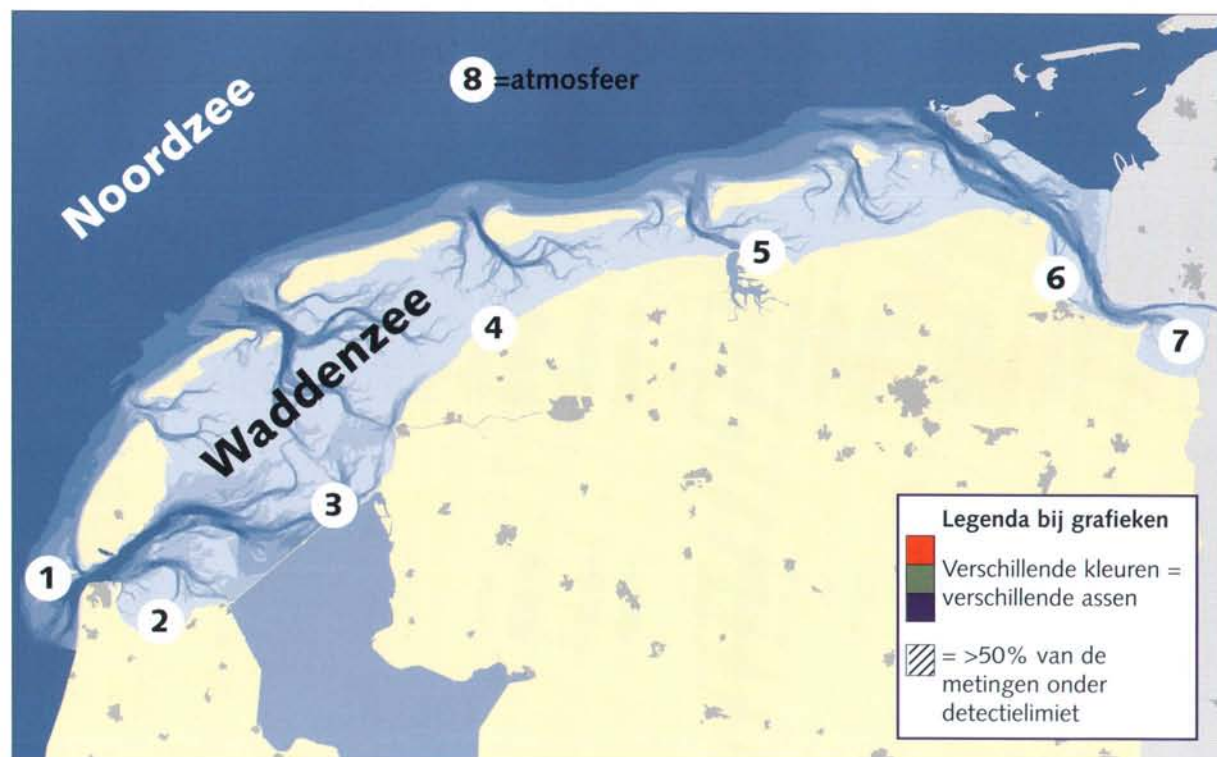 8 =atmosfeer
Noordzee
Waddenzee
5
6
4
7
3
1
2
Legenda bij grafieken
Verschillende kleuren =
verschillende assen
= >50% van de
metingen onder
detectielimiet